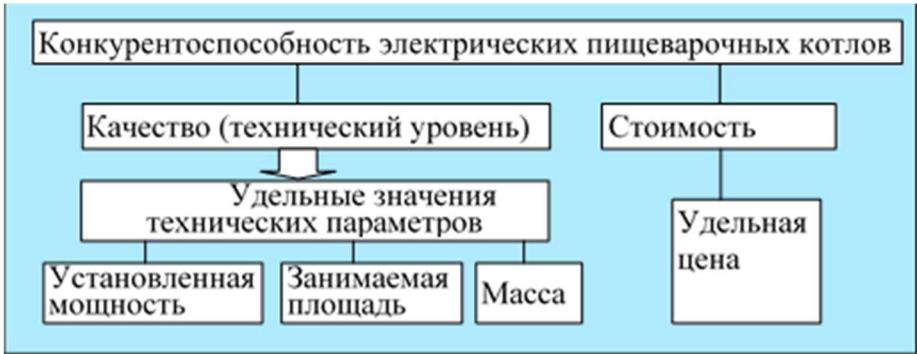 Конкурентоспособность электрических пищеварочных котлов
Качество (технический уровень)
Стоимость
Удельные значения
технических параметров
Удельная
цена
Установленная
мощность
Занимаемая
площадь
Масса